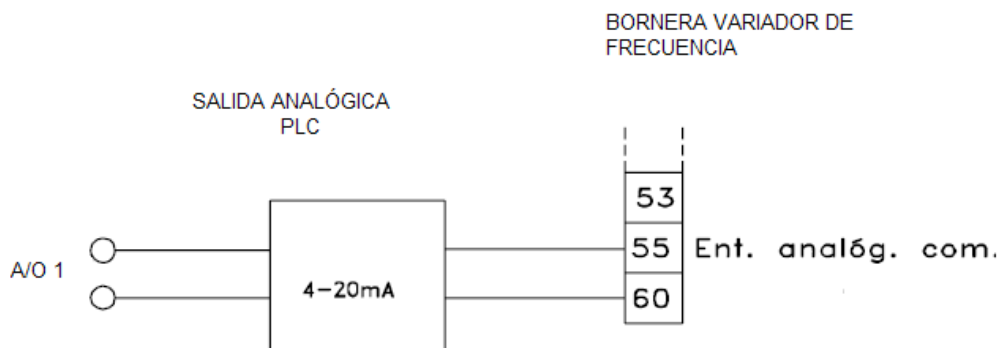 BORNERA VARIADOR DE
FRECUENCIA
SALIDA ANALÓGICA
PLC
53
55 Ent. analóg. com.
A/O 1
4-20mA
60